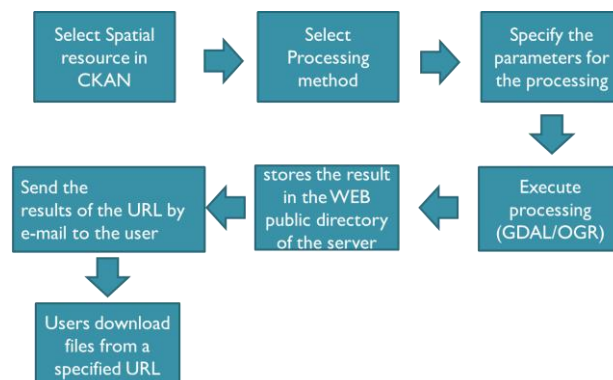 Select Spatial
resource in
CKAN
Select
Processing
method
Specify the
parameters for
the processing
Execute
processing
(GDAL/OGR)
stores the result
in the WEB
public directory
of the server
Send the
results of the URL by
e-mail to the user
Users download
files from a
specified URL